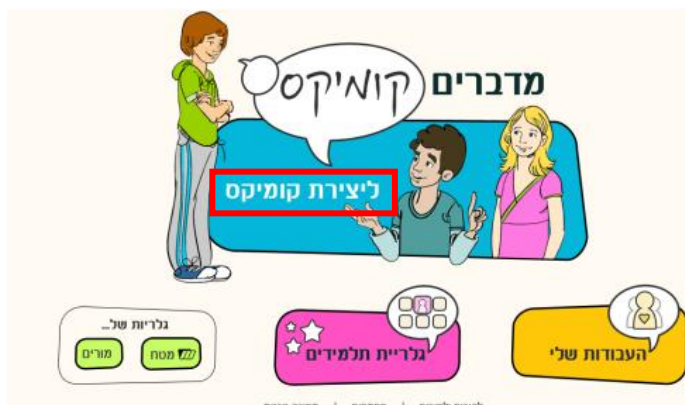 מדברים קומיקס
ליצירת קומיקס
העבודות שלי
גלריית תלמידים
גלריות של...
מטח
מורים